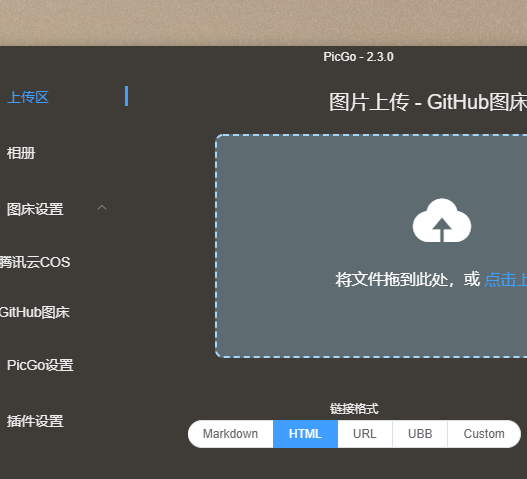 PicGo - 2.3.0
上传区
图片上传 - GitHub图床
相册
图床设置
腾讯云COS
将文件拖到此处，或 点击上
GitHub图床
PicGo设置
链接格式
插件设置
Markdown HTML URL UBB Custom